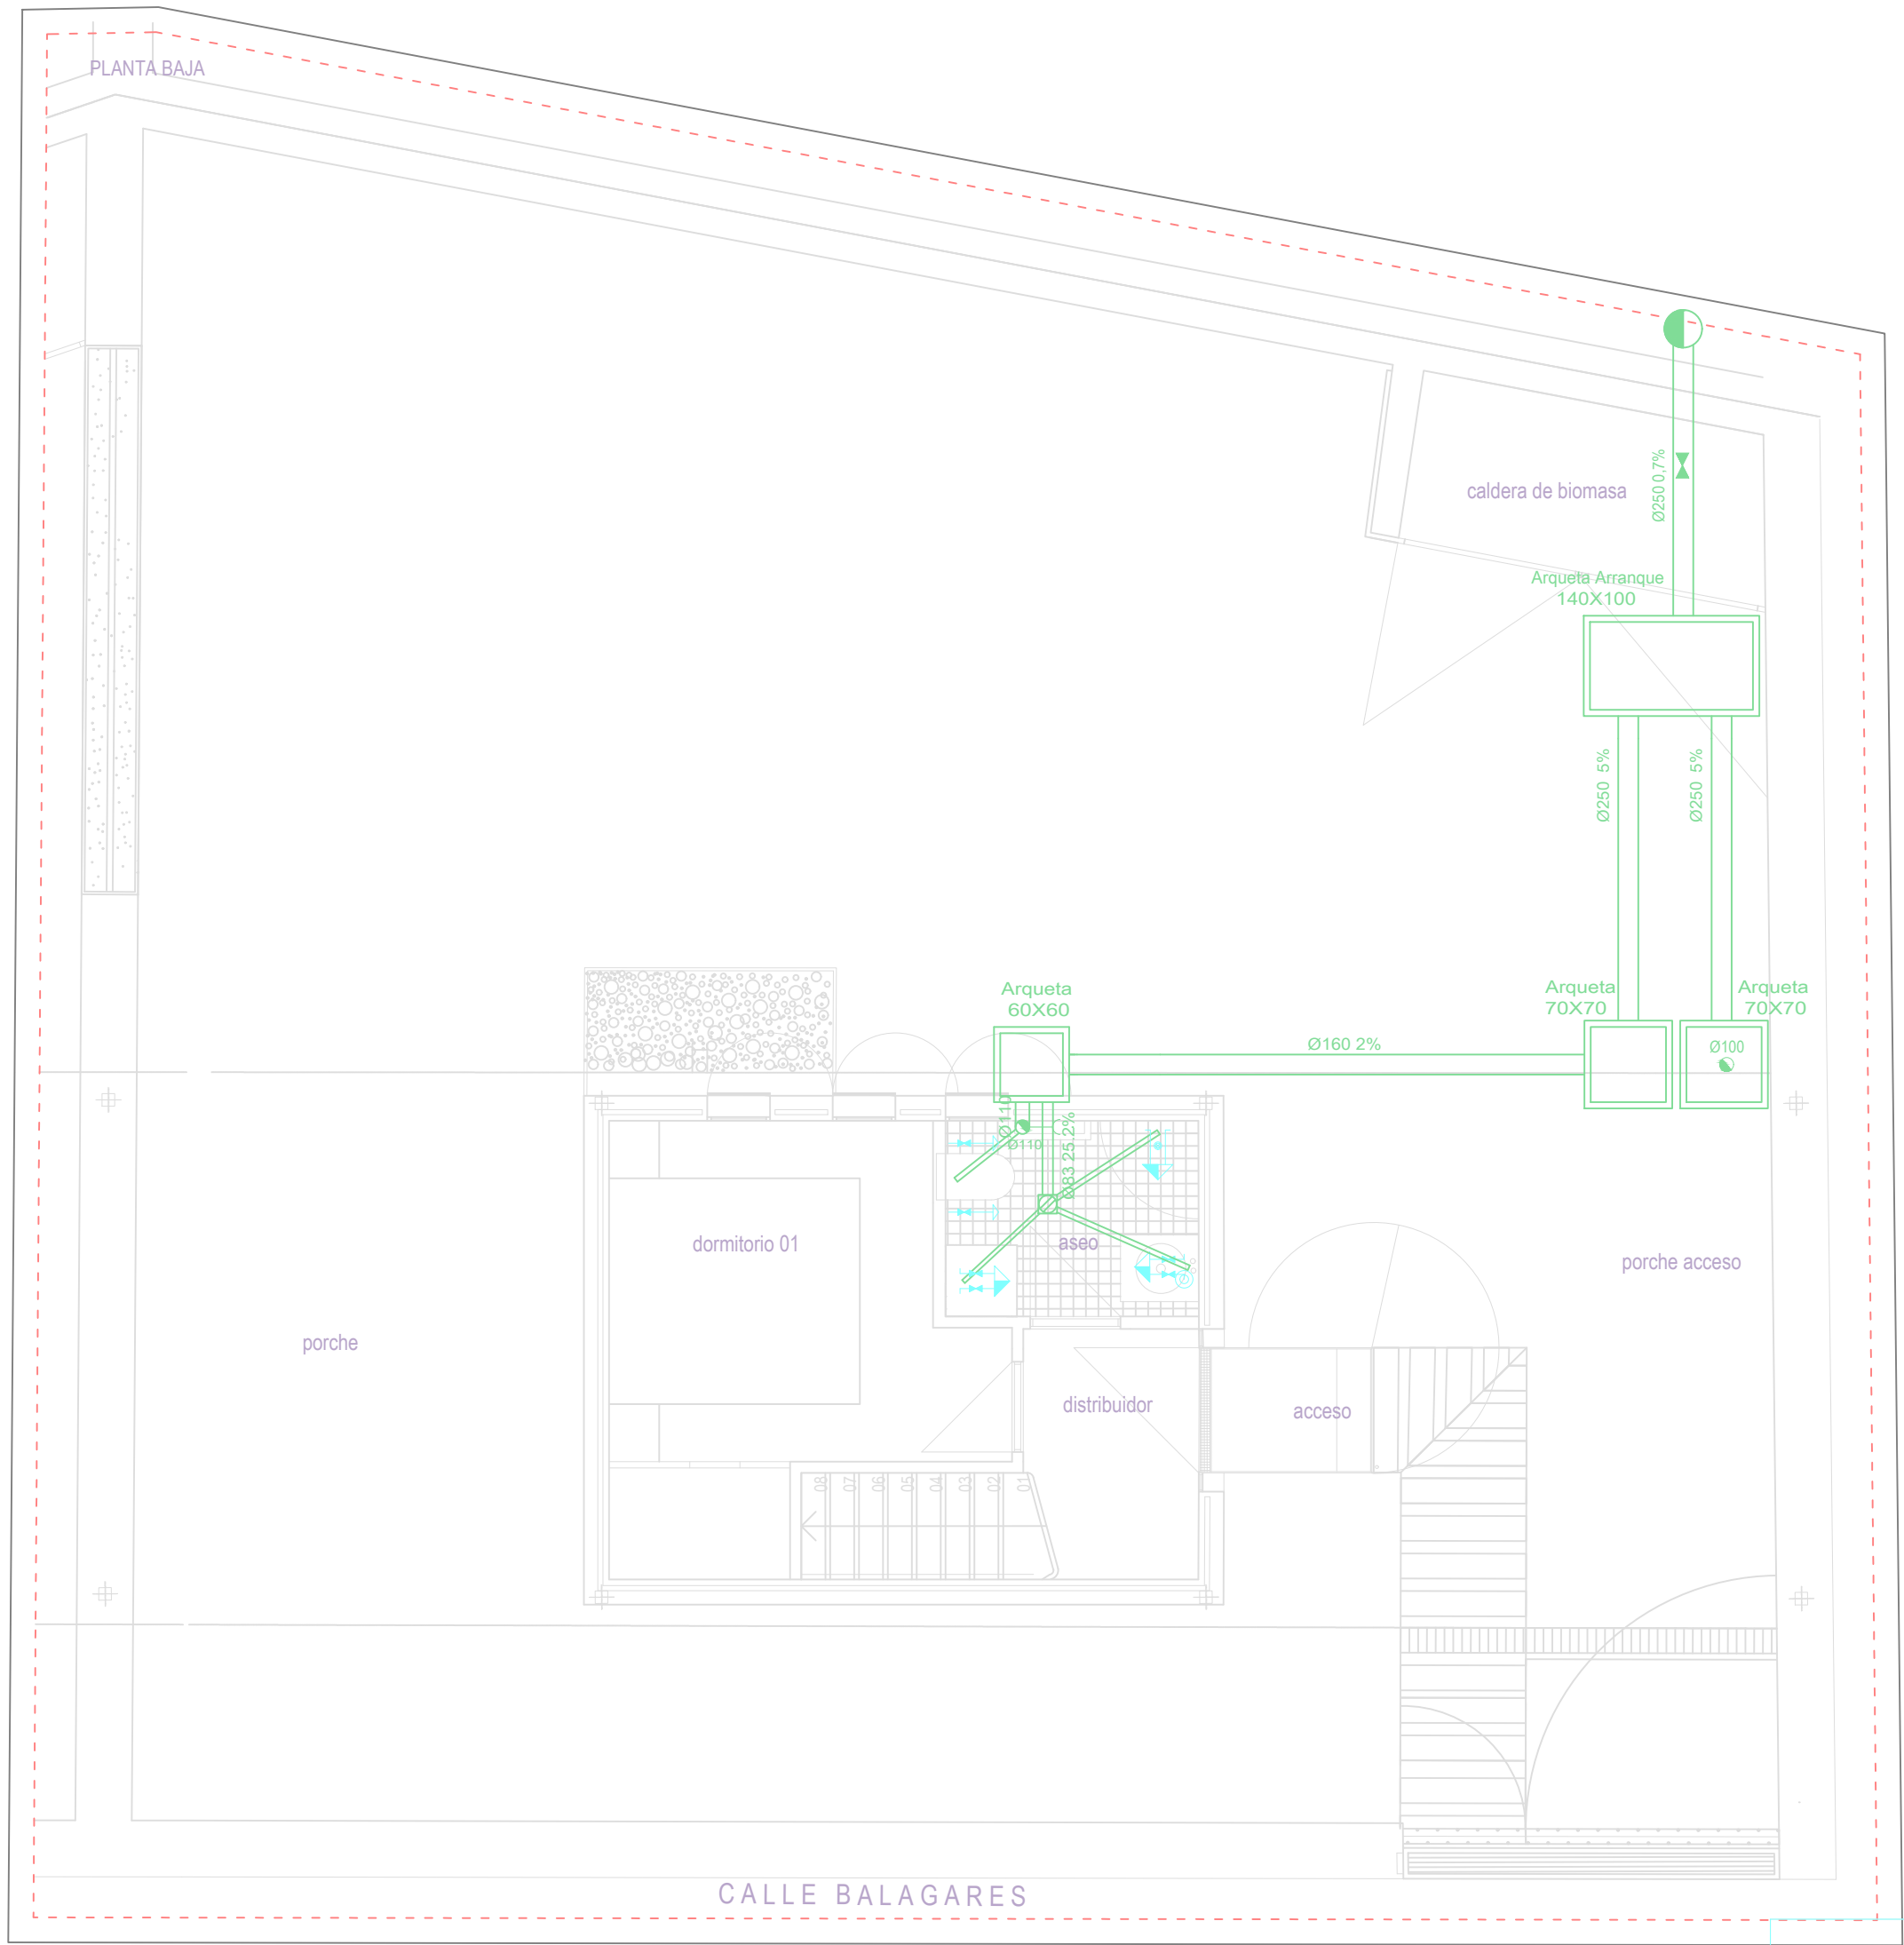 PLANTA BAJA
Ø250 0,7%
caldera de biomasa
Arqueta Arranque
140X100
Ø250 5%
Ø250 5%
Arqueta
60X60
Arqueta
70X70
Arqueta
70X70
Ø160 2%
Ø100
Ø110
Ø110
Ø83 25,2%
dormitorio 01
aseo
porche acceso
porche
distribuidor
acceso
08 07 06 05 04 03 02 01
CALLE BALAGARES